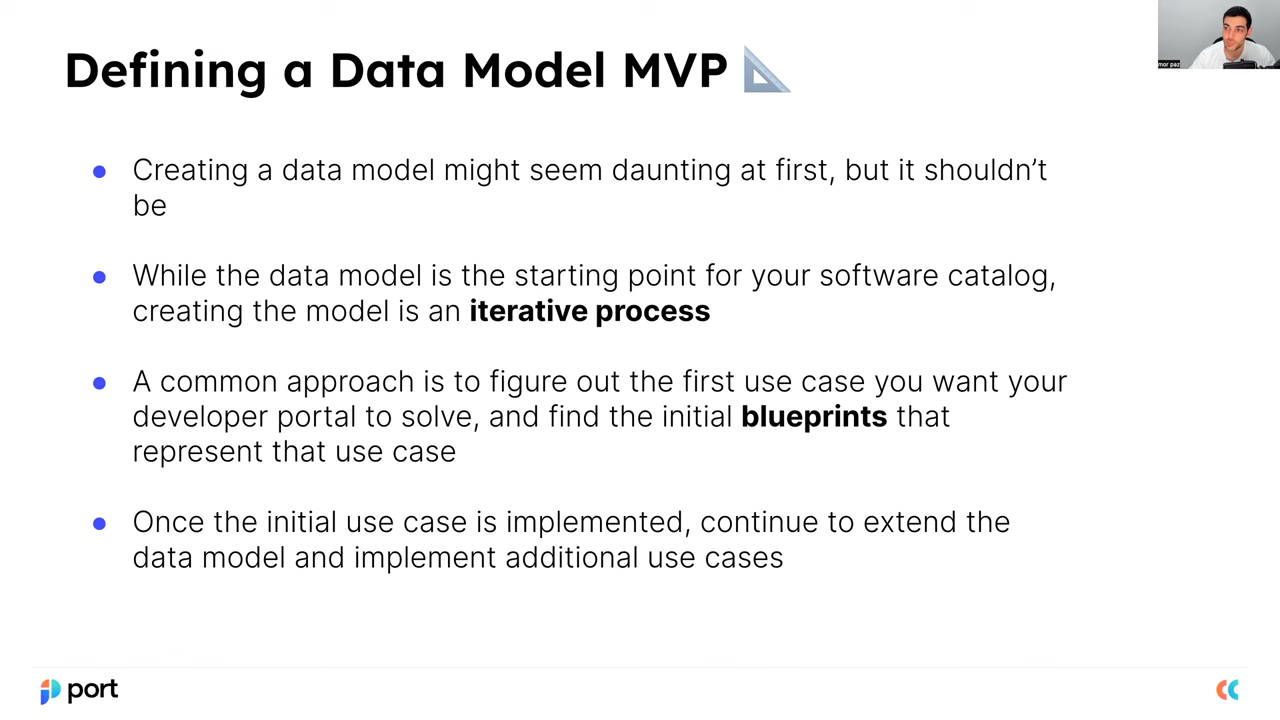 Defining a Data Model MVP
mor paz
● Creating a data model might seem daunting at first, but it shouldn’t
be
● While the data model is the starting point for your software catalog,
creating the model is an iterative process
● A common approach is to figure out the first use case you want your
developer portal to solve, and find the initial blueprints that
represent that use case
● Once the initial use case is implemented, continue to extend the
data model and implement additional use cases
port